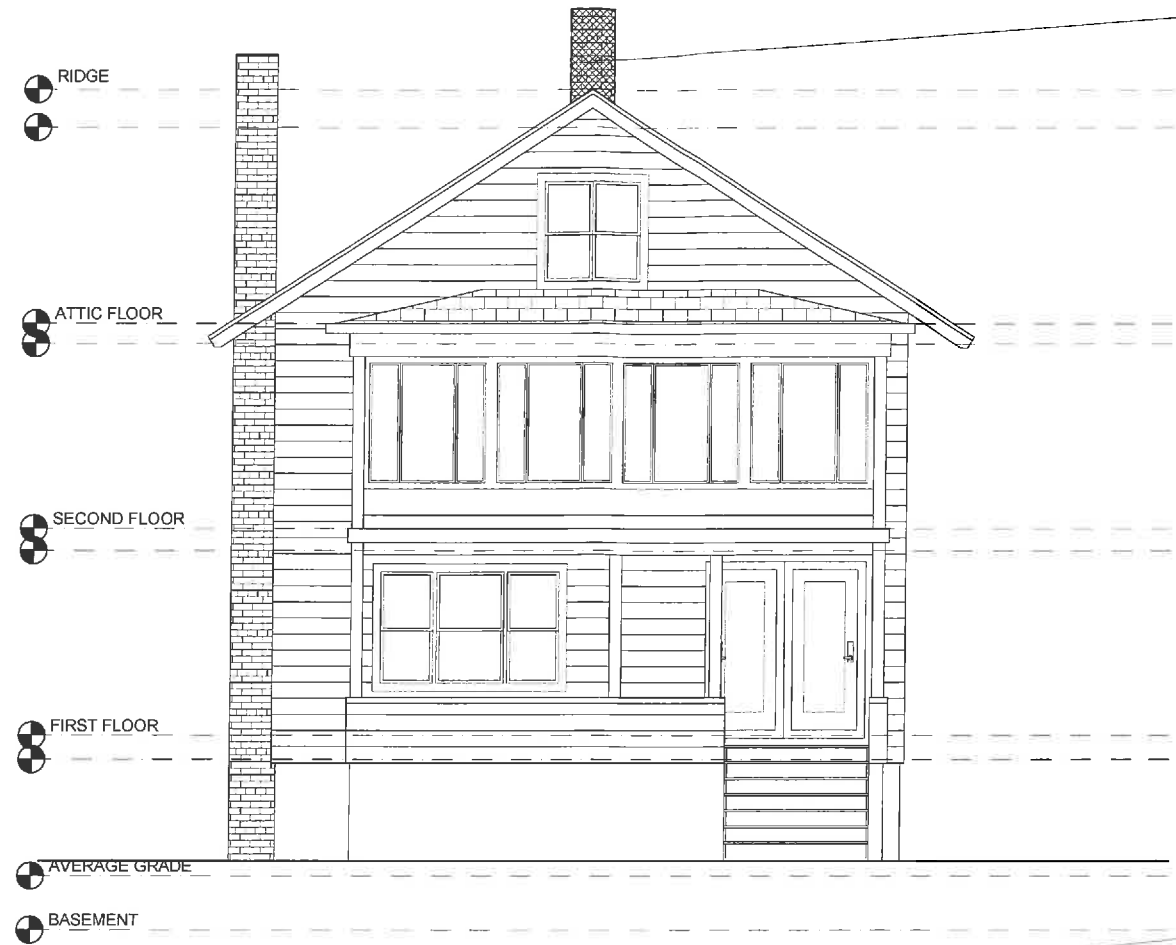 RIDGE
ATTIC FLOOR
SECOND FLOOR
FIRST FLOOR
AVERAGE GRADE
BASEMENT